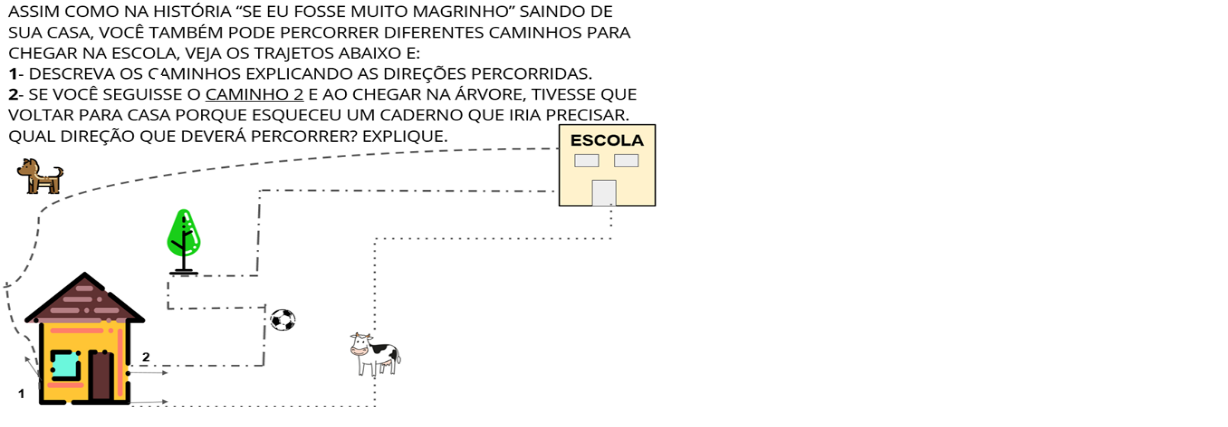 ASSIM COMO NA HISTÓRIA “SE EU FOSSE MUITO MAGRINHO” SAINDO DE
SUA CASA, VOCÊ TAMBÉM PODE PERCORRER DIFERENTES CAMINHOS PARA
CHEGAR NA ESCOLA, VEJA OS TRAJETOS ABAIXO E:
1- DESCREVA OS CAMINHOS EXPLICANDO AS DIREÇÕES PERCORRIDAS.
2- SE VOCÊ SEGUISSE O CAMINHO 2 E AO CHEGAR NA ÁRVORE, TIVESSE QUE
VOLTAR PARA CASA PORQUE ESQUECEU UM CADERNO QUE IRIA PRECISAR.
QUAL DIREÇÃO QUE DEVERÁ PERCORRER? EXPLIQUE.
ESCOLA
2
1